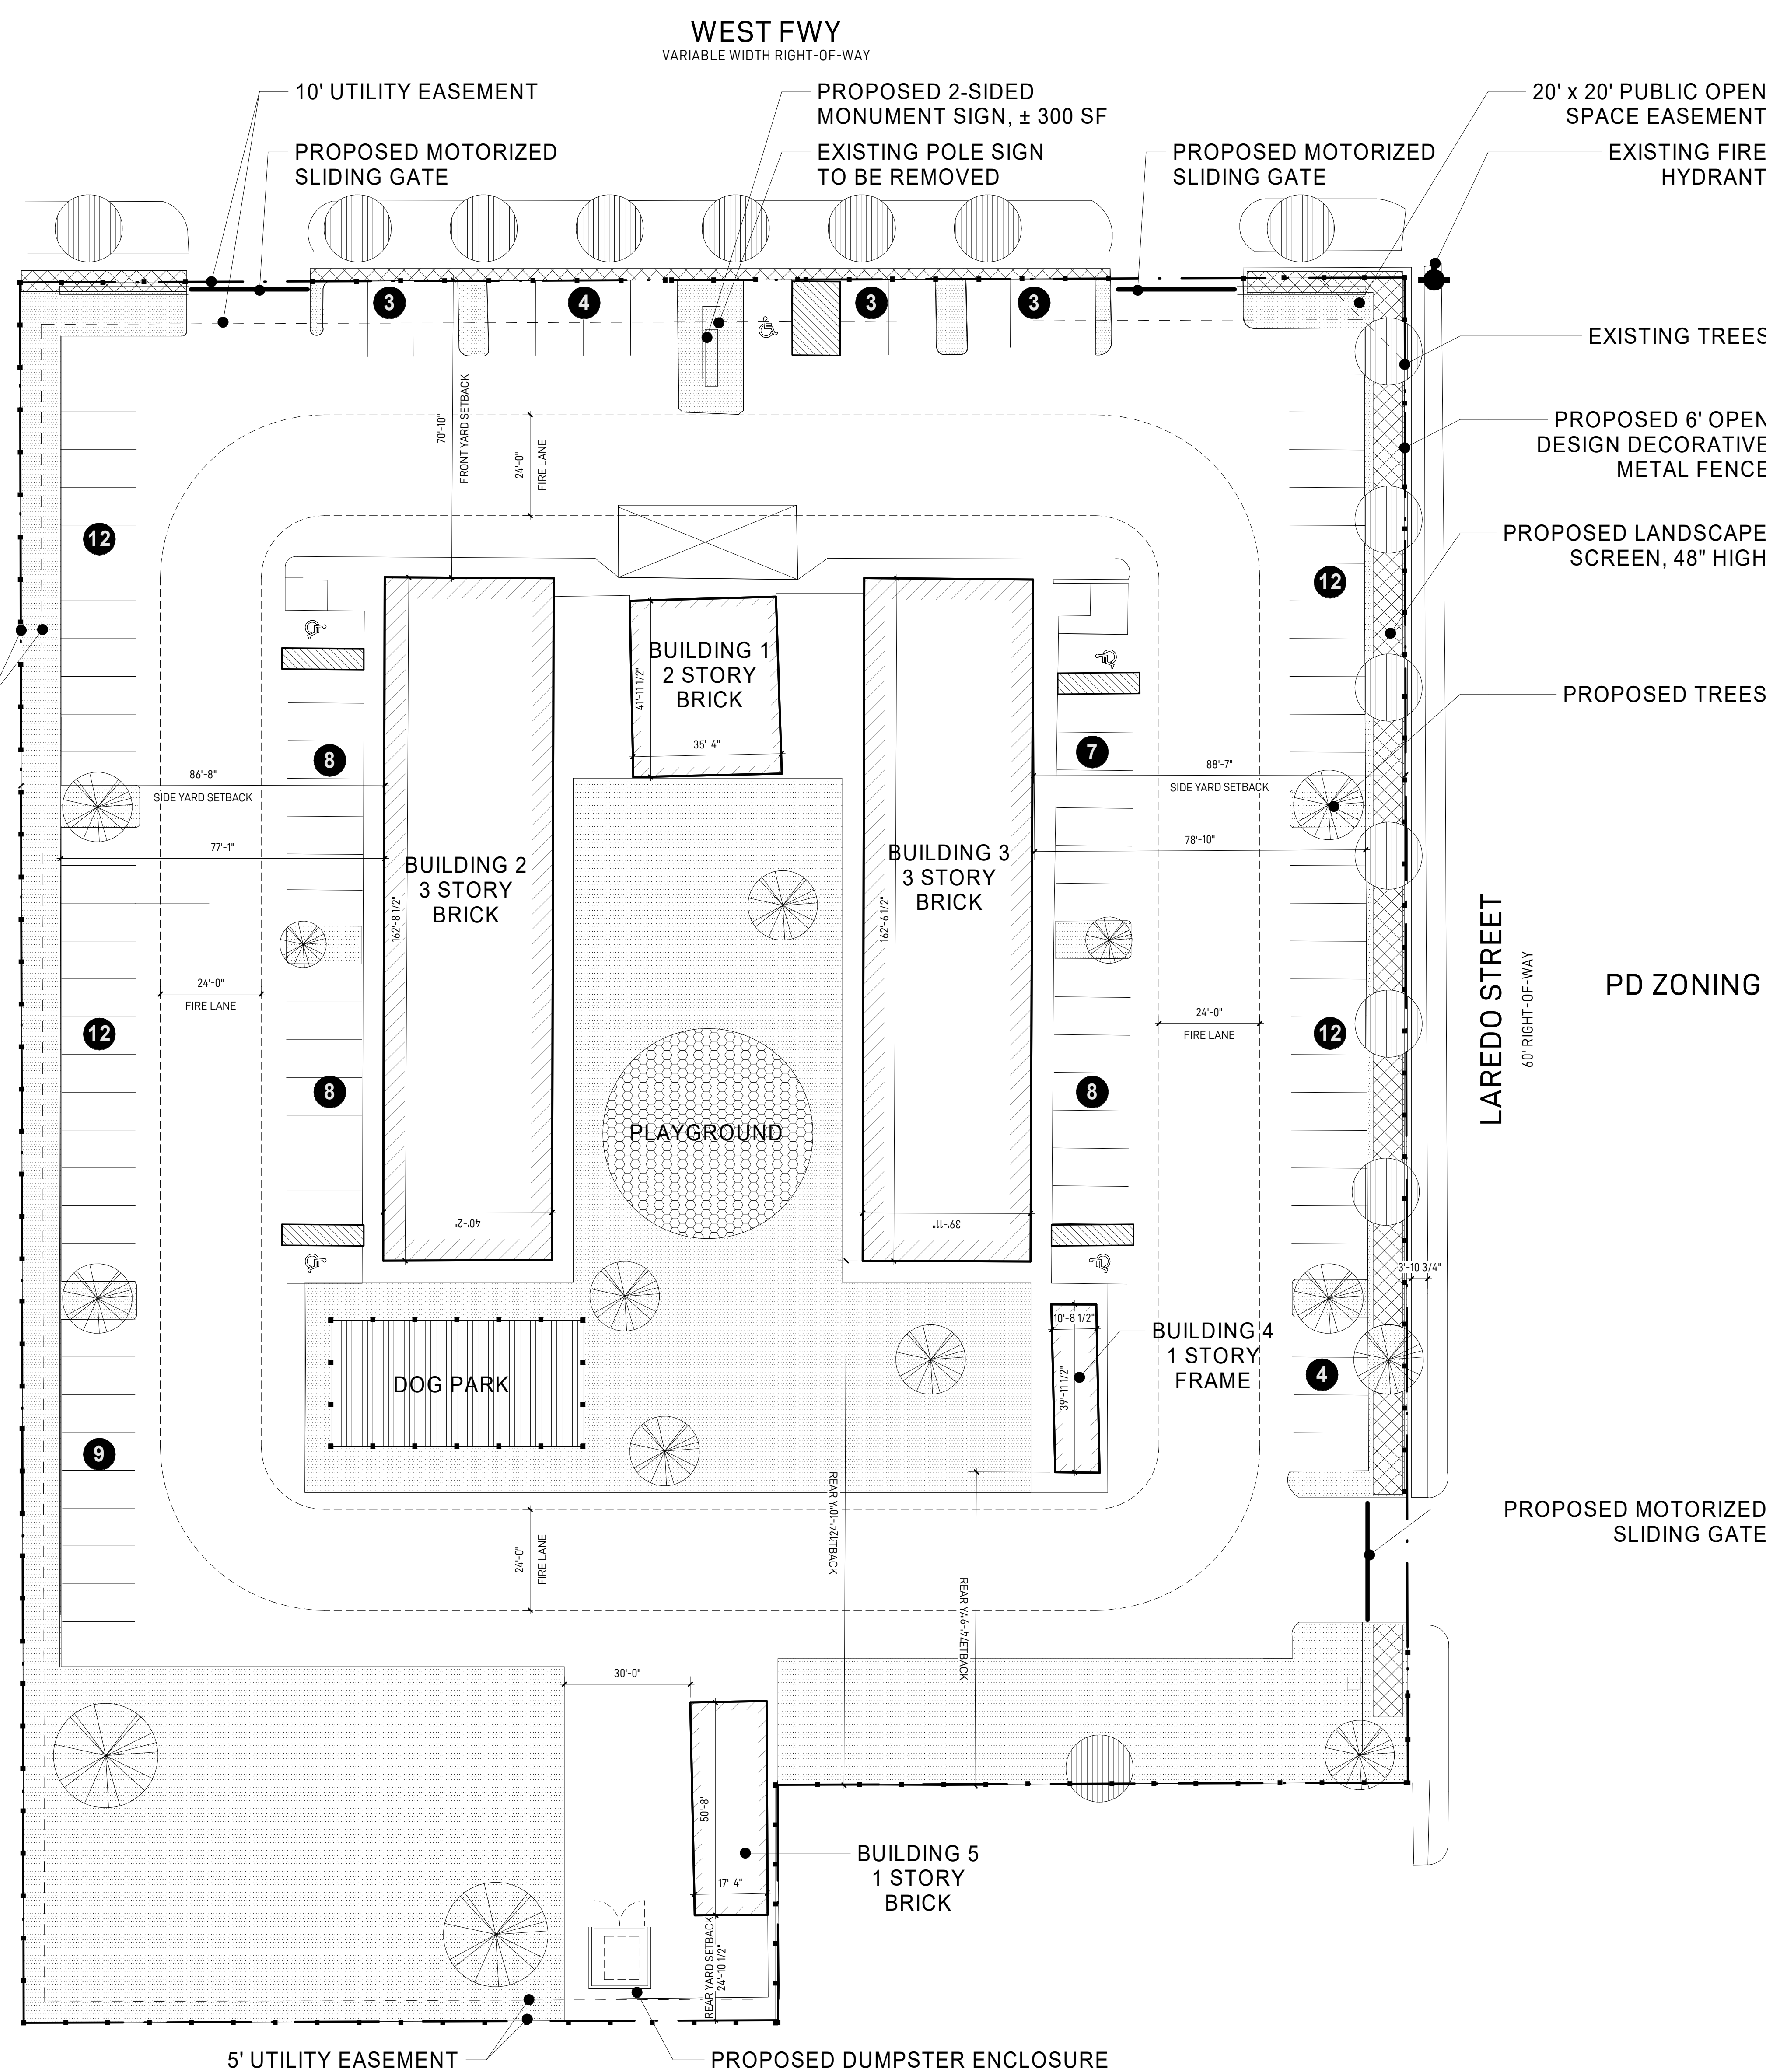 WEST FWY
VARIABLE WIDTH RIGHT-OF-WAY
10' UTILITY EASEMENT
PROPOSED MOTORIZED
SLIDING GATE
PROPOSED 2-SIDED
MONUMENT SIGN, ± 300 SF
EXISTING POLE SIGN
TO BE REMOVED
PROPOSED MOTORIZED
SLIDING GATE
20' x 20' PUBLIC OPEN
SPACE EASEMENT
EXISTING FIRE
HYDRANT
3
4
3
3
EXISTING TREES
PROPOSED 6' OPEN
DESIGN DECORATIVE
METAL FENCE
PROPOSED LANDSCAPE
SCREEN, 48" HIGH
PROPOSED TREES
70'-10"
FRONT YARD SETBACK
24'-0"
FIRE LANE
12
12
BUILDING 1
2 STORY
BRICK
41'-11 1/2"
35'-4"
8
7
86'-8"
SIDE YARD SETBACK
88'-7"
SIDE YARD SETBACK
77'-1"
78'-10"
BUILDING 2
3 STORY
BRICK
162'-8 1/2"
BUILDING 3
3 STORY
BRICK
162'-6 1/2"
LAREDO STREET
60' RIGHT-OF-WAY
PD ZONING
24'-0"
FIRE LANE
24'-0"
FIRE LANE
12
12
8
8
PLAYGROUND
40'-2"
39'-11"
3'-10 3/4"
10'-8 1/2"
39'-11 1/2"
BUILDING 4
1 STORY
FRAME
4
DOG PARK
9
REAR
124'-10"
24'-0"
FIRE LANE
REAR
74'-9"
PROPOSED MOTORIZED
SLIDING GATE
30'-0"
50'-8"
17'-4"
BUILDING 5
1 STORY
BRICK
REAR YARD SETBACK
24'-10 1/2"
5' UTILITY EASEMENT
PROPOSED DUMPSTER ENCLOSURE